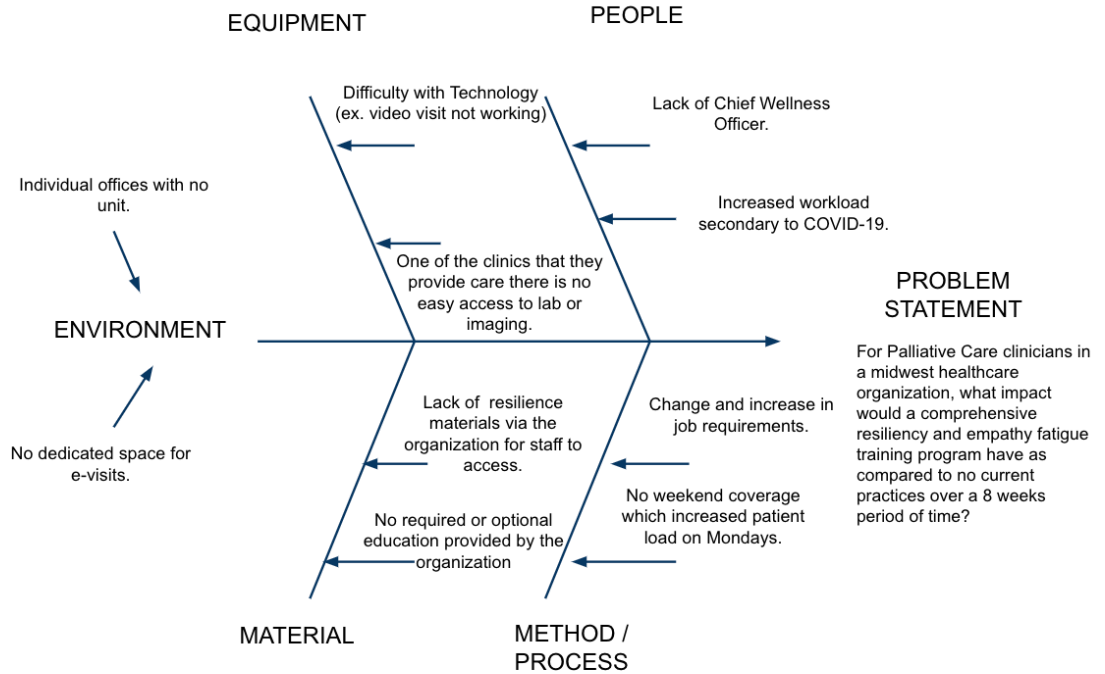 EQUIPMENT
PEOPLE
Difficulty with Technology
(ex. video visit not working)
Lack of Chief Wellness
Officer.
Individual offices with no
unit.
Increased workload
secondary to COVID-19.
One of the clinics that they
provide care there is no
easy access to lab or
imaging.
ENVIRONMENT
PROBLEM
STATEMENT
For Palliative Care clinicians in
a midwest healthcare
organization, what impact
would a comprehensive
resiliency and empathy fatigue
training program have as
compared to no current
practices over a 8 weeks
period of time?
No dedicated space for
e-visits.
Lack of  resilience
materials via the
organization for staff to
access.
Change and increase in
job requirements.
No required or optional
education provided by the
organization
No weekend coverage
which increased patient
load on Mondays.
MATERIAL
METHOD /
PROCESS